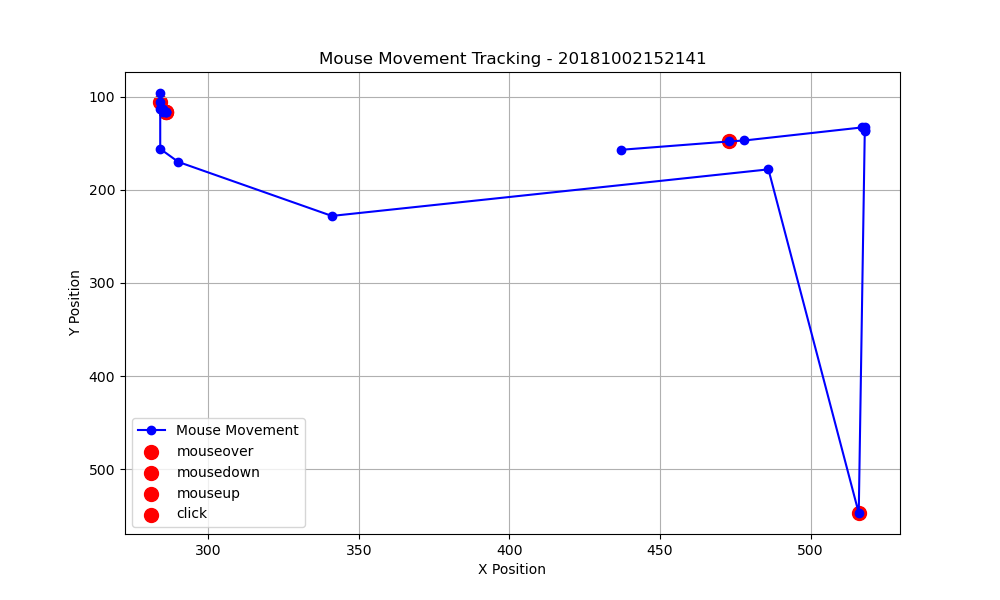 Mouse Movement Tracking - 20181002152141
100
200
300
400
500
Y Position
Mouse Movement
mouseover
mousedown
mouseup
click
300
350
400
450
500
X Position